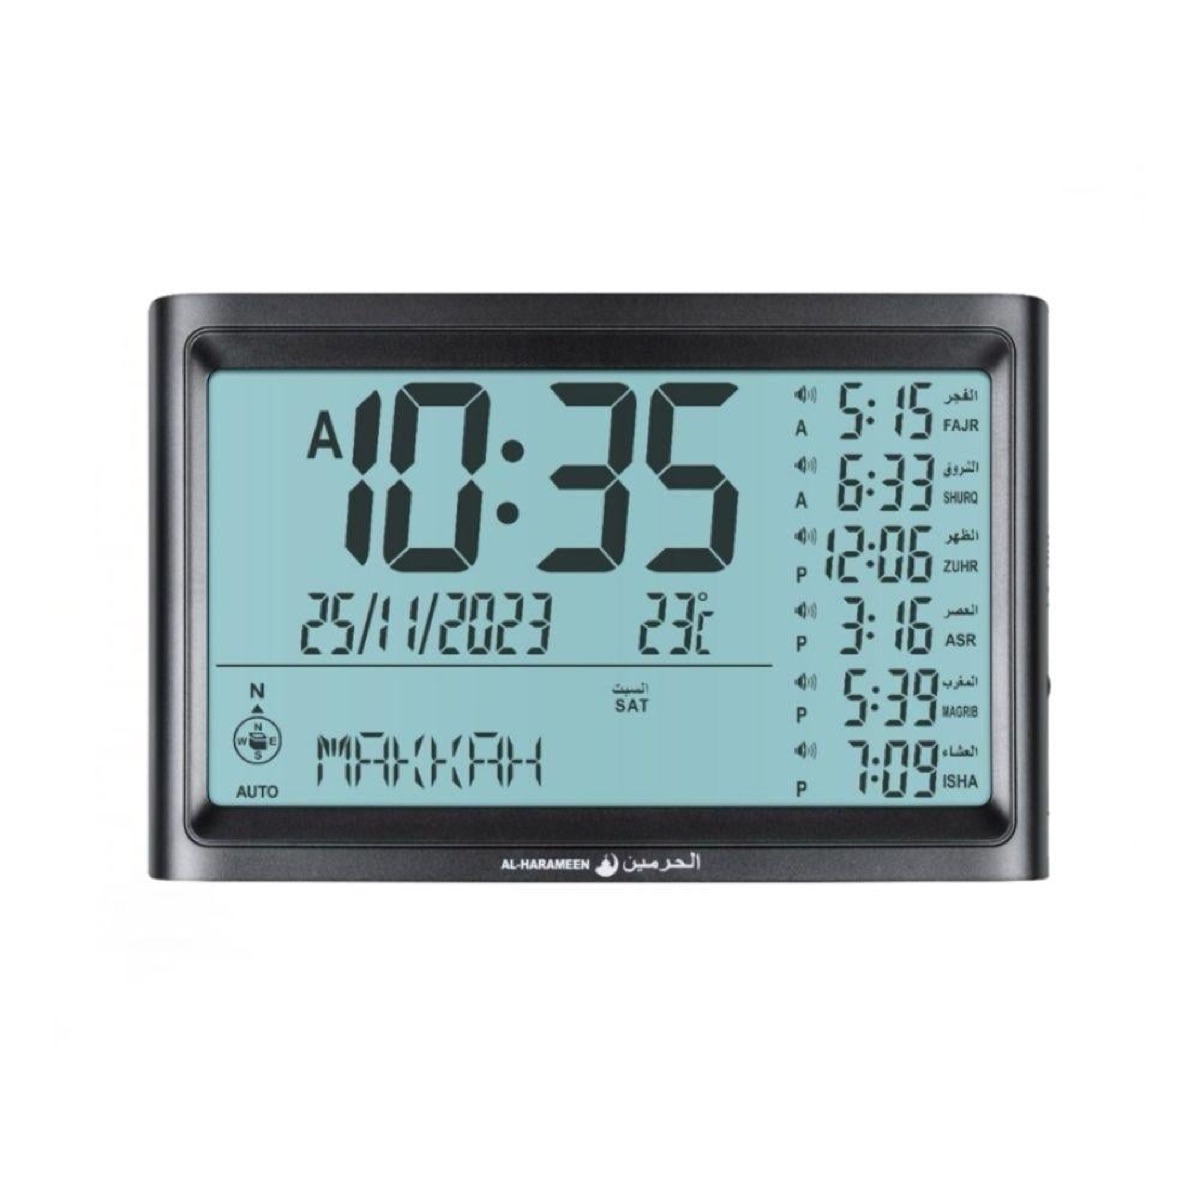 A 10:35
25/11/2023 23°C
السبت
SAT
N
N
W E
S
AUTO
MAKKAH
A 5:15 الفجر
FAJR
A 6:33 الشروق
SHURQ
P 12:06 الظهر
ZUHR
P 3:16 العصر
ASR
P 5:39 المغرب
MAGRIB
P 7:09 العشاء
ISHA
AL-HARAMEEN الحرمين